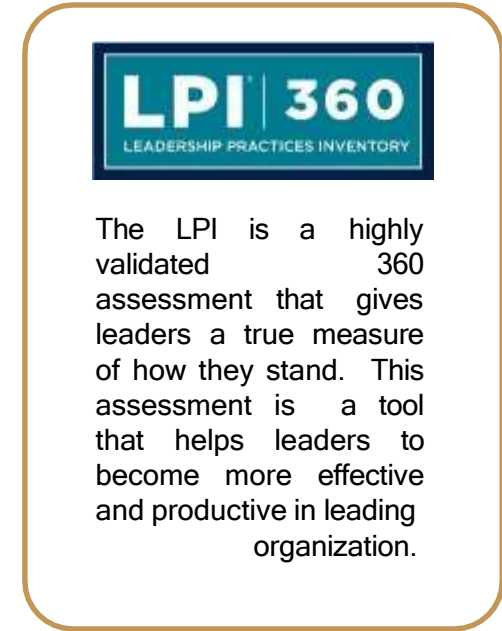 LPI® | 360
LEADERSHIP PRACTICES INVENTORY
The LPI is a highly
validated 360
assessment that gives
leaders a true measure
of how they stand. This
assessment is a tool
that helps leaders to
become more effective
and productive in leading
organization.